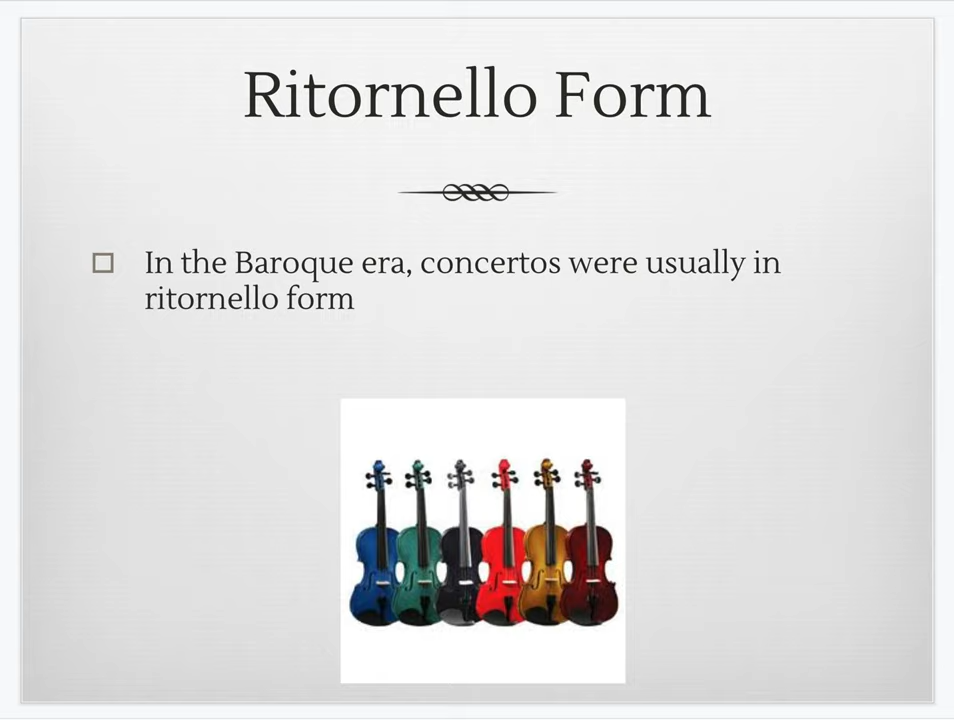 Ritornello Form
In the Baroque era, concertos were usually in
ritornello form